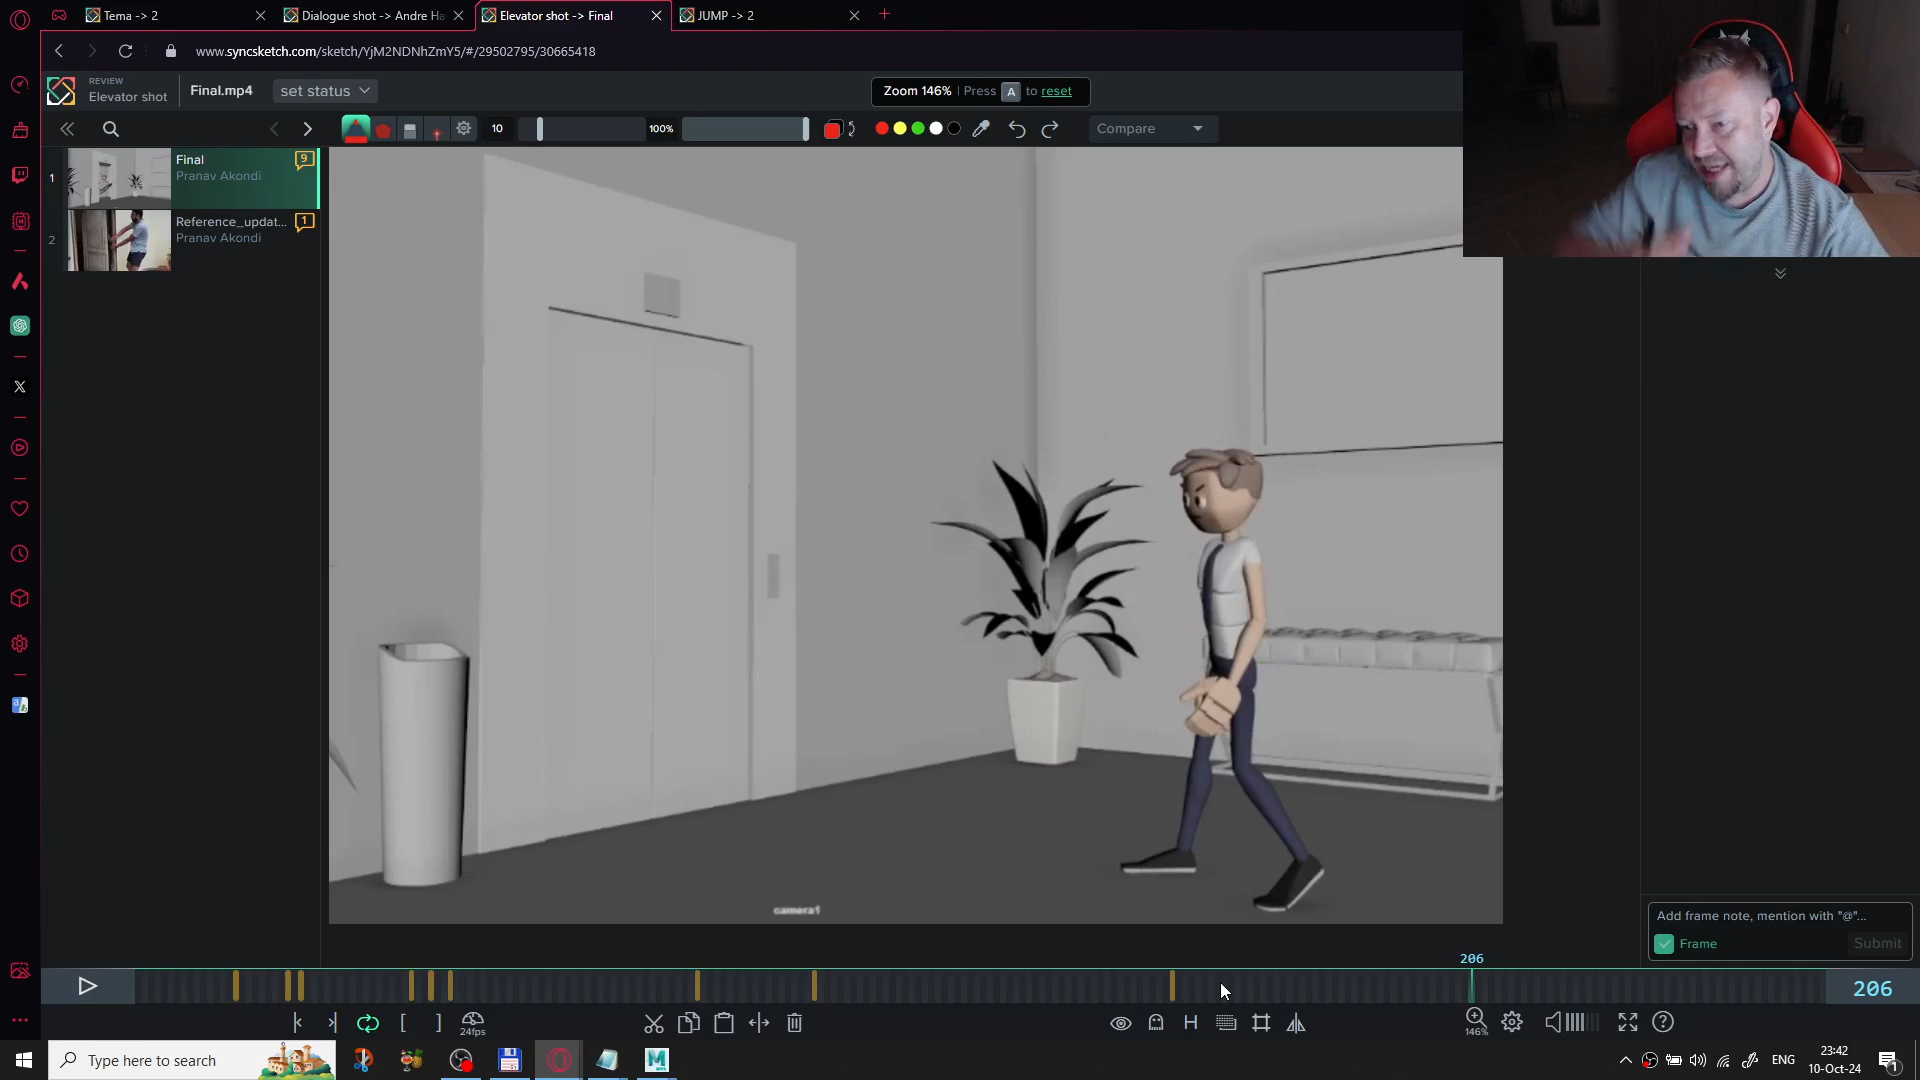 Tema -> 2
Dialogue shot -> Andre Ha
Elevator shot -> Final
JUMP -> 2
www.syncsketch.com/sketch/YjM2NDNhZmY5/#/29502795/30665418
REVIEW
Elevator shot
Final.mp4
set status
Zoom 146% | Press A to reset
10
100%
Compare
1
Final
9
Pranav Akondi
2
Reference_updat...
1
Pranav Akondi
camera1
Add frame note, mention with "@"...
Frame
Submit
206
206
24fps
H
146%
Type here to search
ENG
23:42
10-Oct-24
1